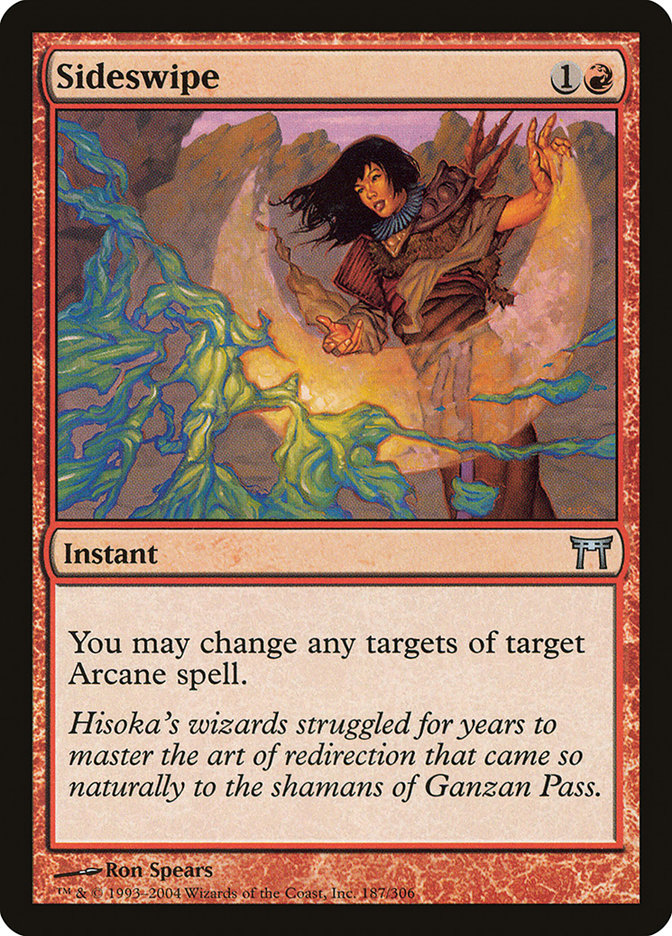 Sideswipe
1
Instant
You may change any targets of target
Arcane spell.
Hisoka's wizards struggled for years to
master the art of redirection that came so
naturally to the shamans of Ganzan Pass.
Ron Spears
™ & © 1993–2004 Wizards of the Coast, Inc. 187/306